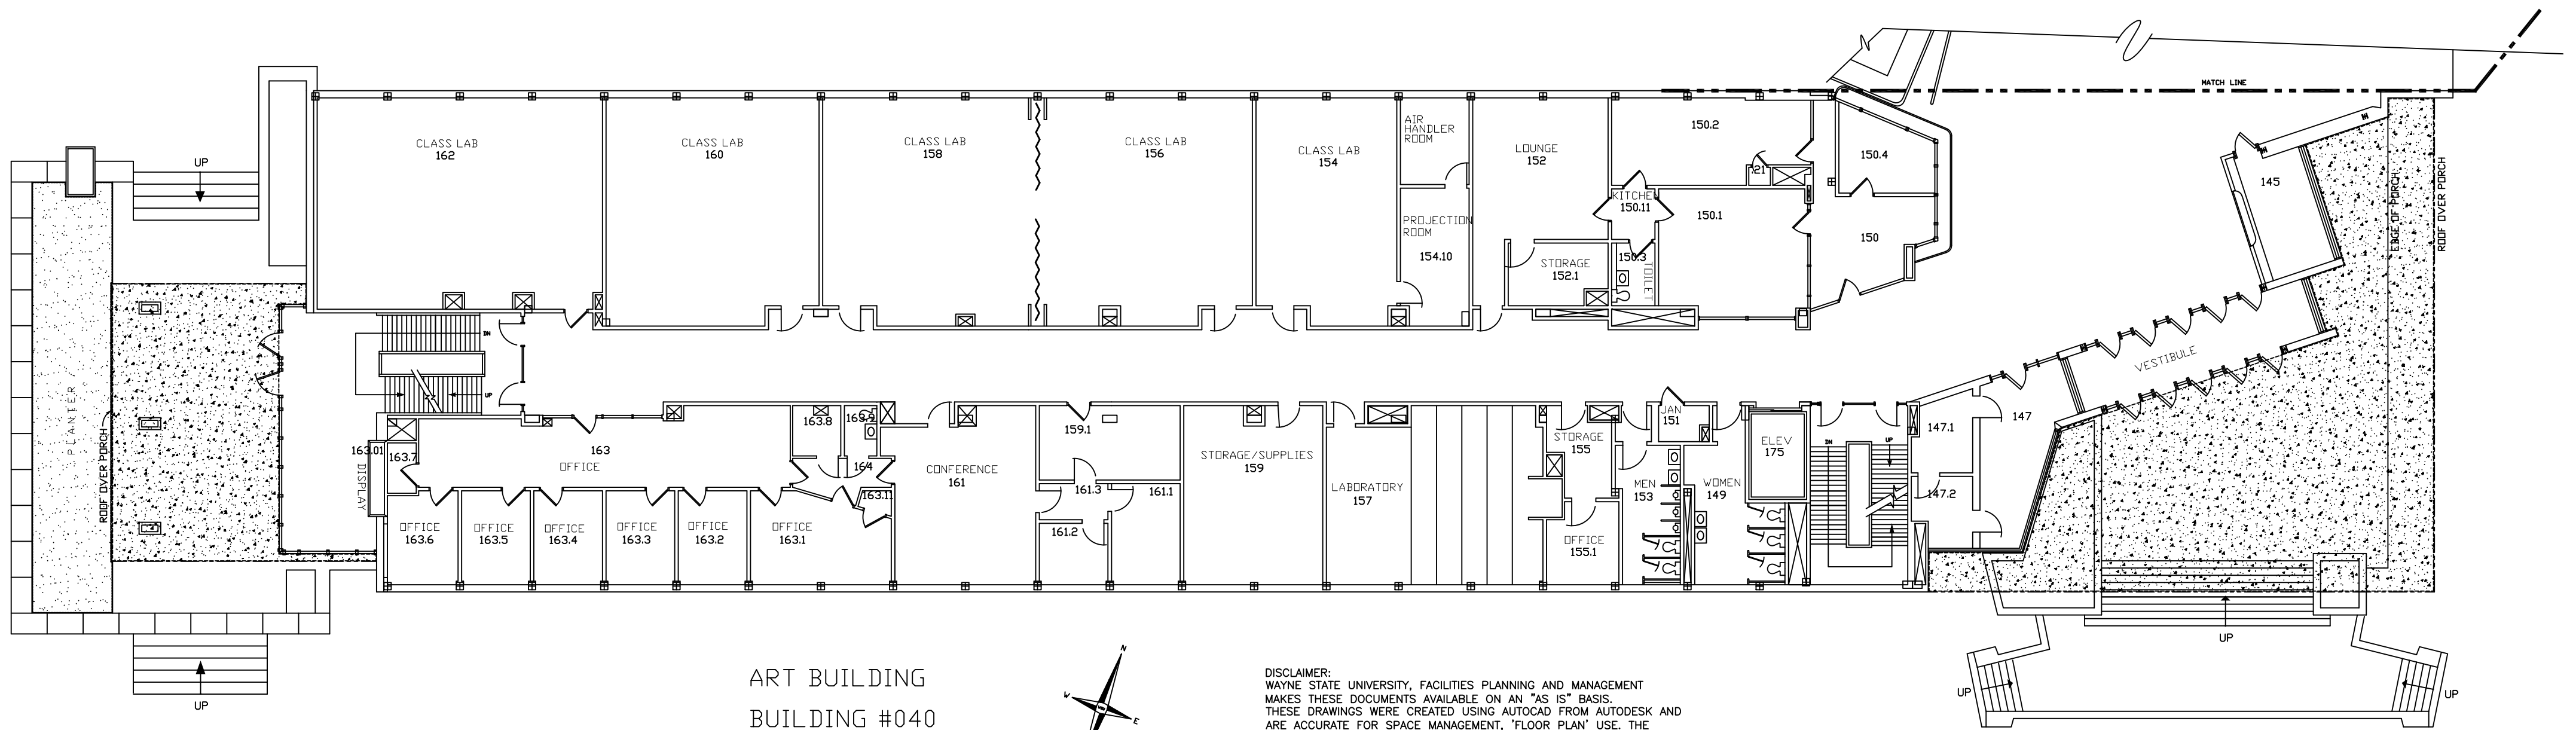 MATCH LINE
UP
CLASS LAB
162
CLASS LAB
160
CLASS LAB
158
CLASS LAB
156
CLASS LAB
154
AIR
HANDLER
ROOM
PROJECTION
ROOM
154.10
LOUNGE
152
STORAGE
152.1
150.2
.21
KITCHEN
150.11
150.1
150.3
TOILET
150.4
150
145
EDGE OF PORCH
ROOF OVER PORCH
VESTIBULE
PLANTER
ROOF OVER PORCH
DN
UP
163.01
DISPLAY
163.7
163
OFFICE
163.8
163.9
164
163.11
OFFICE
163.6
OFFICE
163.5
OFFICE
163.4
OFFICE
163.3
OFFICE
163.2
OFFICE
163.1
CONFERENCE
161
159.1
161.3
161.1
161.2
STORAGE/SUPPLIES
159
LABORATORY
157
STORAGE
155
OFFICE
155.1
JAN
151
MEN
153
WOMEN
149
ELEV
175
DN
UP
147.1
147
147.2
UP
UP
UP
UP
ART BUILDING
BUILDING #040
N
W
E
DISCLAIMER:
WAYNE STATE UNIVERSITY, FACILITIES PLANNING AND MANAGEMENT
MAKES THESE DOCUMENTS AVAILABLE ON AN "AS IS" BASIS.
THESE DRAWINGS WERE CREATED USING AUTOCAD FROM AUTODESK AND
ARE ACCURATE FOR SPACE MANAGEMENT, 'FLOOR PLAN' USE. THE